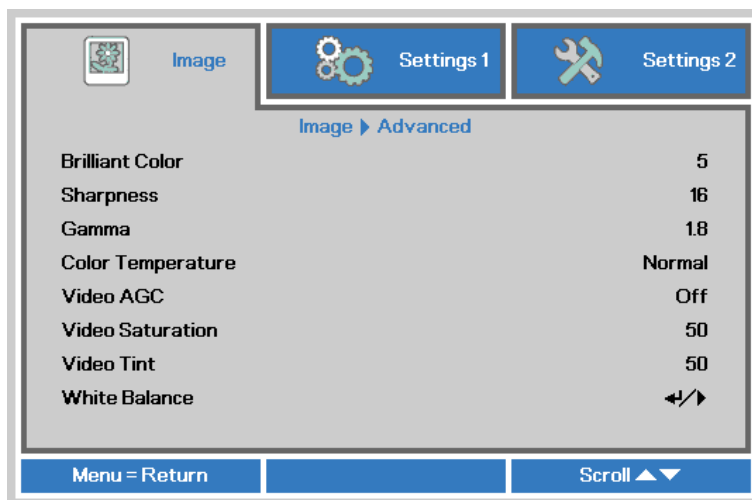 Image Settings 1 Settings 2
Image ▶ Advanced
Brilliant Color 5
Sharpness 16
Gamma 1.8
Color Temperature Normal
Video AGC Off
Video Saturation 50
Video Tint 50
White Balance ↵/▶
Menu = Return Scroll ▲▼